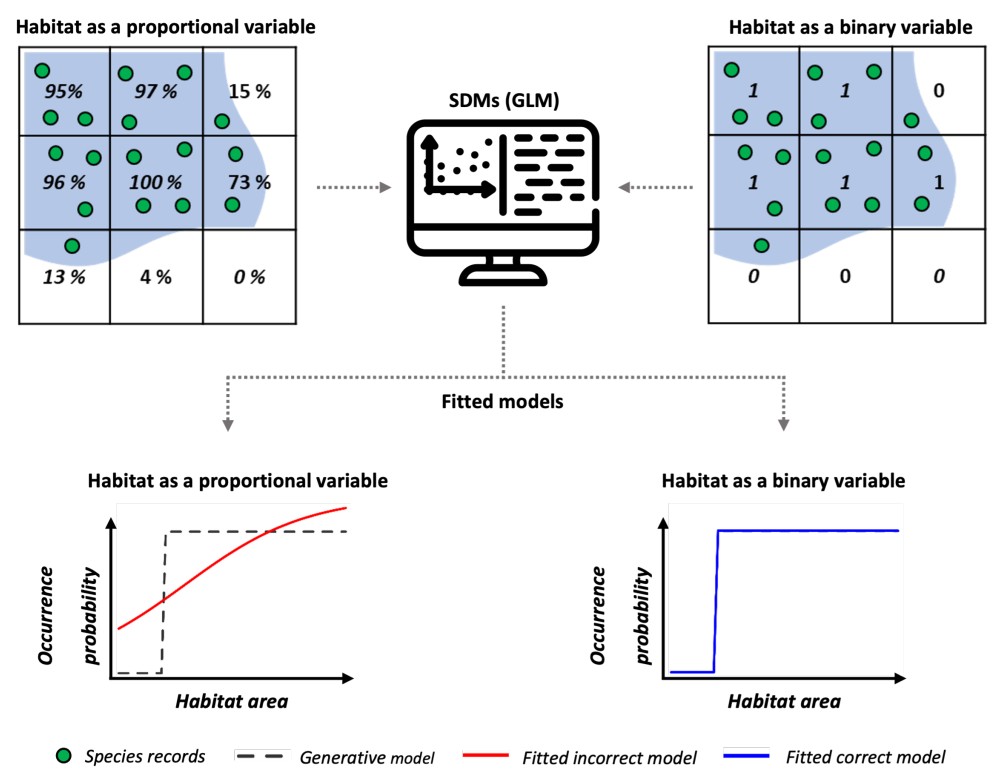 Habitat as a proportional variable
95%
97 %
15 %
96 %
100 %
73 %
13 %
4 %
0 %
SDMs (GLM)
Habitat as a binary variable
1
1
0
1
1
1
0
0
0
Fitted models
Habitat as a proportional variable
Occurrence
probability
Habitat area
Habitat as a binary variable
Occurrence
probability
Habitat area
Species records
Generative model
Fitted incorrect model
Fitted correct model